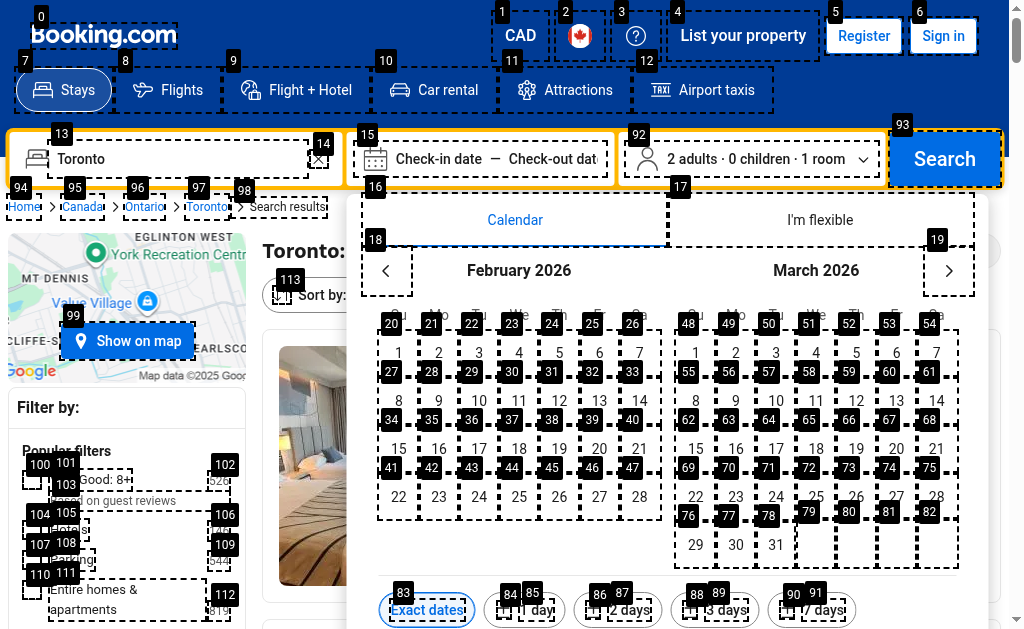 Booking.com
CAD
List your property
Register
Sign in
Stays
Flights
Flight + Hotel
Car rental
Attractions
TAXI Airport taxis
Toronto
Check-in date — Check-out dat
2 adults · 0 children · 1 room
Search
Home > Canada > Ontario > Toronto > Search results
EGLINTON WEST
York Recreation Centr
MT DENNIS
Value Village
Show on map
Map data ©2025 Goog
Filter by:
Popular filters
Good: 8+ 526
Based on guest reviews
Hotels
Parking 544
Entire homes &
apartments 819
Toronto:
Sort by:
Calendar I'm flexible
February 2026
Su Mo Tu We Th Fr Sa
1 2 3 4 5 6 7
8 9 10 11 12 13 14
15 16 17 18 19 20 21
22 23 24 25 26 27 28
March 2026
Su Mo Tu We Th Fr Sa
1 2 3 4 5 6 7
8 9 10 11 12 13 14
15 16 17 18 19 20 21
22 23 24 25 26 27 28
29 30 31
Exact dates 1 day 2 days 3 days 7 days
0
1
2
3
4
5
6
7
8
9
10
11
12
13
14
15
92
93
94
95
96
97
98
16
17
18
19
99
113
20 21 22 23 24 25 26
27 28 29 30 31 32 33
34 35 36 37 38 39 40
41 42 43 44 45 46 47
48 49 50 51 52 53 54
55 56 57 58 59 60 61
62 63 64 65 66 67 68
69 70 71 72 73 74 75
76 77 78 79 80 81 82
83 84 85 86 87 88 89 90 91
100 101 102
103
104 105 106
107 108 109
110 111 112